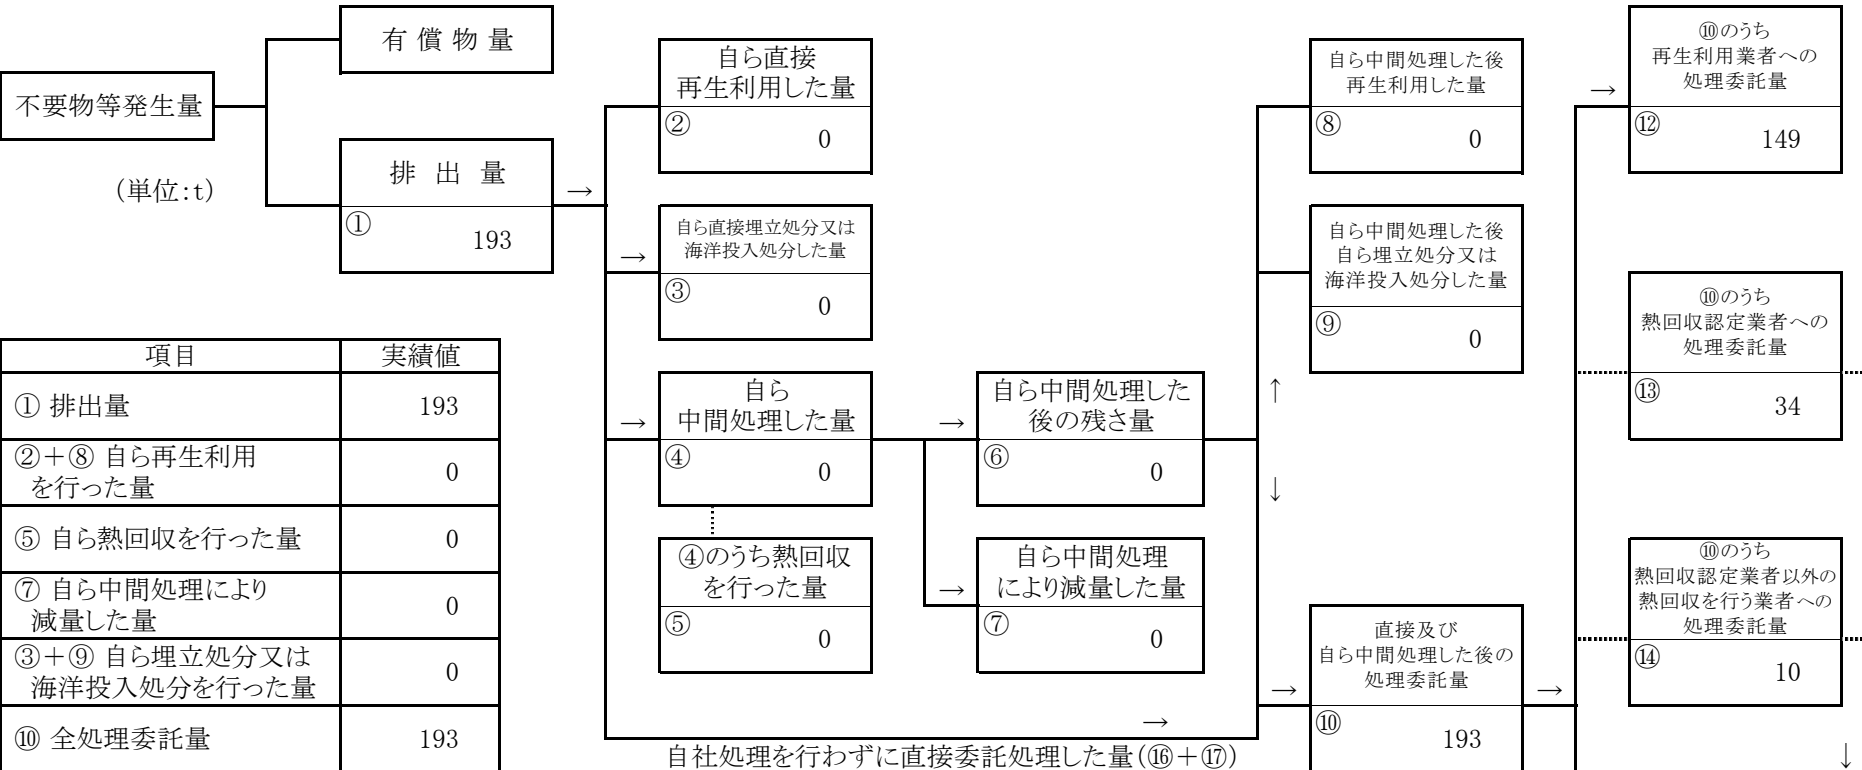 有 償 物 量
不要物等発生量
(単位:t)
排 出 量
①
193
→
自ら直接
再生利用した量
②
0
→
自ら直接埋立処分又は
海洋投入処分した量
③
0
→
自ら
中間処理した量
④
0
④のうち熱回収
を行った量
⑤
0
→
自ら中間処理した
後の残さ量
⑥
0
→
自ら中間処理
により減量した量
⑦
0
↑
↓
自ら中間処理した後
再生利用した量
⑧
0
自ら中間処理した後
自ら埋立処分又は
海洋投入処分した量
⑨
0
→
直接及び
自ら中間処理した後の
処理委託量
⑩
193
→
→
自社処理を行わずに直接委託処理した量(⑯+⑰)
→
⑩のうち
再生利用業者への
処理委託量
⑫
149
⑩のうち
熱回収認定業者への
処理委託量
⑬
34
⑩のうち
熱回収認定業者以外の
熱回収を行う業者への
処理委託量
⑭
10
↓
項目 実績値
① 排出量 193
②+⑧ 自ら再生利用
を行った量 0
⑤ 自ら熱回収を行った量 0
⑦ 自ら中間処理により
減量した量 0
③+⑨ 自ら埋立処分又は
海洋投入処分を行った量 0
⑩ 全処理委託量 193